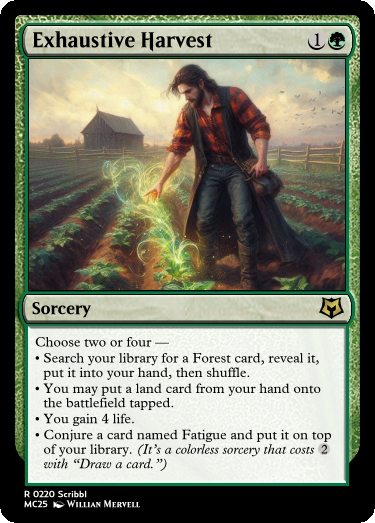 Exhaustive Harvest 1
Sorcery
Choose two or four —
• Search your library for a Forest card, reveal it,
put it into your hand, then shuffle.
• You may put a land card from your hand onto
the battlefield tapped.
• You gain 4 life.
• Conjure a card named Fatigue and put it on top
of your library. (It's a colorless sorcery that costs 2
with “Draw a card.”)
R 0220 Scribbl
MC25 Willian Mervell